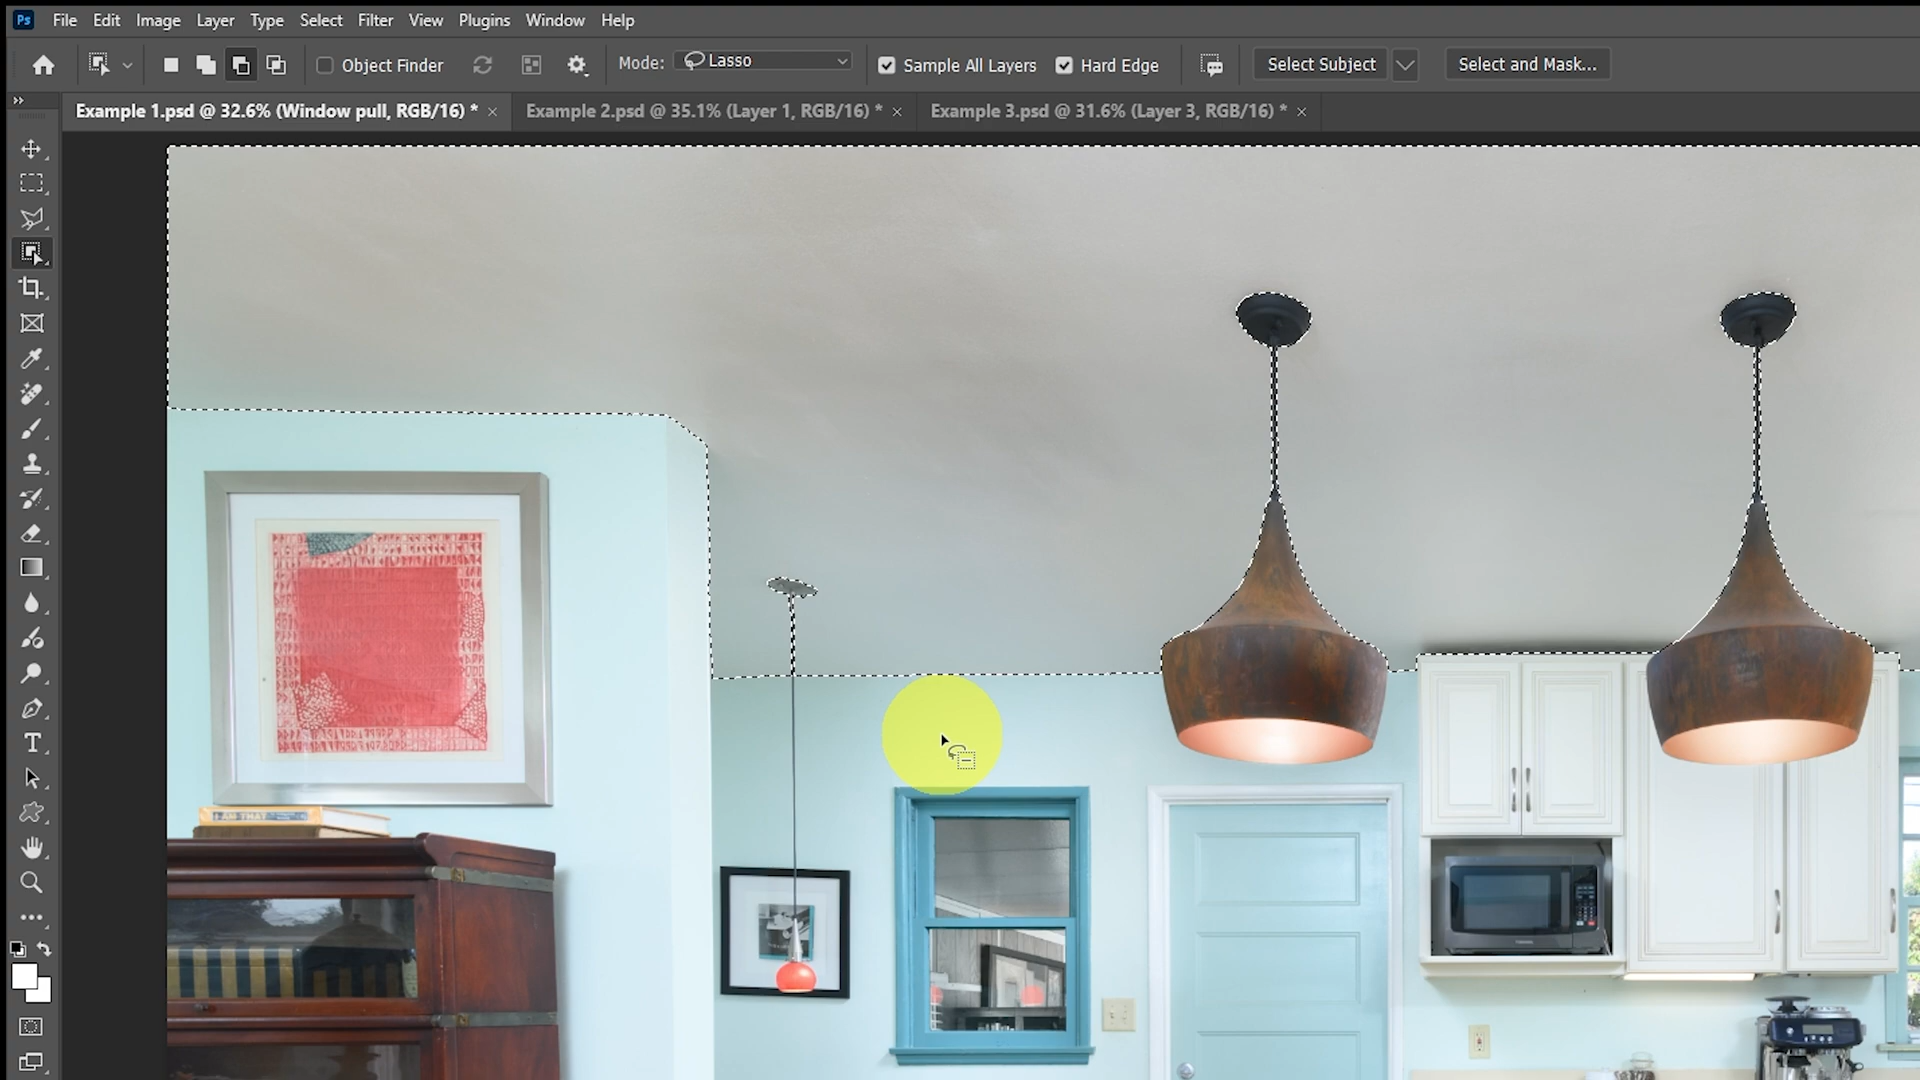 Ps File Edit Image Layer Type Select Filter View Plugins Window Help
Object Finder Mode: Lasso Sample All Layers Hard Edge Select Subject Select and Mask...
Example 1.psd @ 32.6% (Window pull, RGB/16) * × Example 2.psd @ 35.1% (Layer 1, RGB/16) * × Example 3.psd @ 31.6% (Layer 3, RGB/16) * ×
I AM THAT